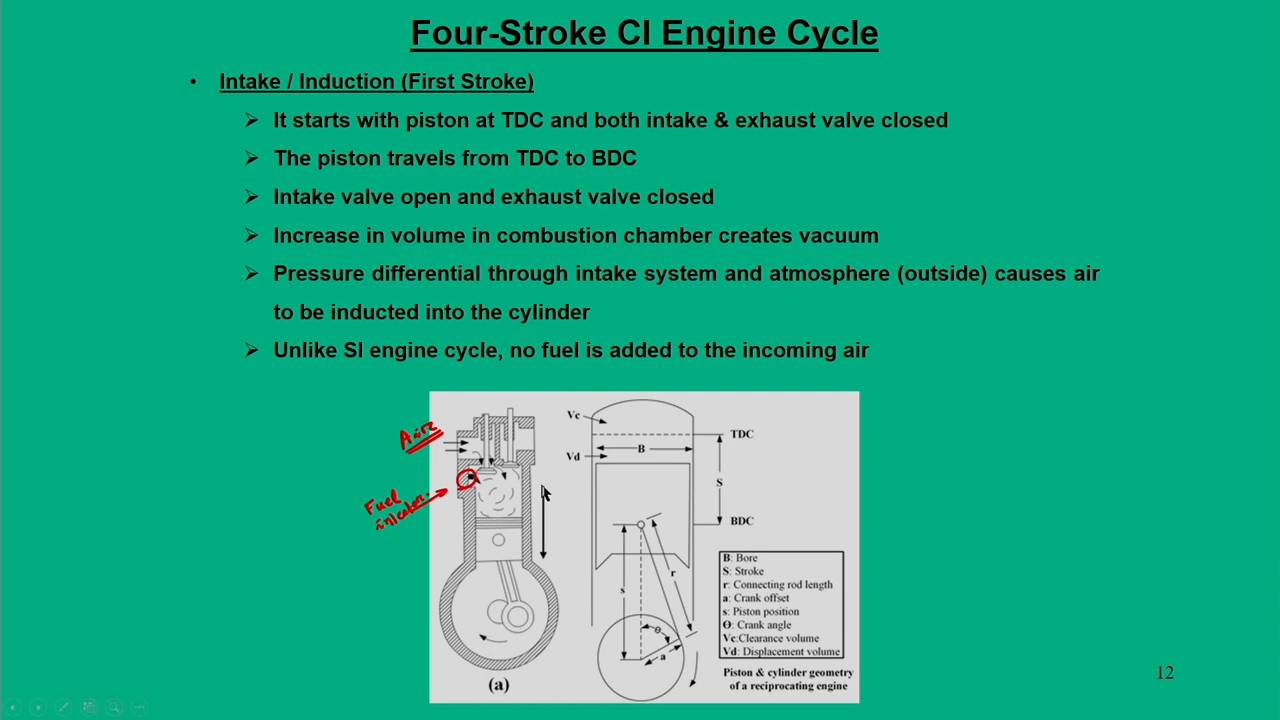 Four-Stroke CI Engine Cycle
• Intake / Induction (First Stroke)
➢ It starts with piston at TDC and both intake & exhaust valve closed
➢ The piston travels from TDC to BDC
➢ Intake valve open and exhaust valve closed
➢ Increase in volume in combustion chamber creates vacuum
➢ Pressure differential through intake system and atmosphere (outside) causes air
to be inducted into the cylinder
➢ Unlike SI engine cycle, no fuel is added to the incoming air
Fuel
(a)
Vc
TDC
B
Vd
S
BDC
r
s
θ
a
B: Bore
S: Stroke
r: Connecting rod length
a: Crank offset
s: Piston position
Θ: Crank angle
Vc:Clearance volume
Vd: Displacement volume
Piston & cylinder geometry
of a reciprocating engine
12